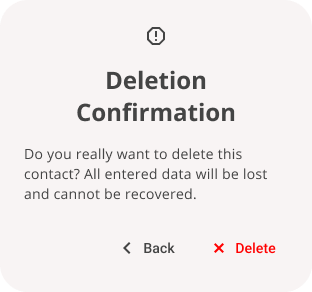 Deletion
Confirmation
Do you really want to delete this
contact? All entered data will be lost
and cannot be recovered.
Back
Delete